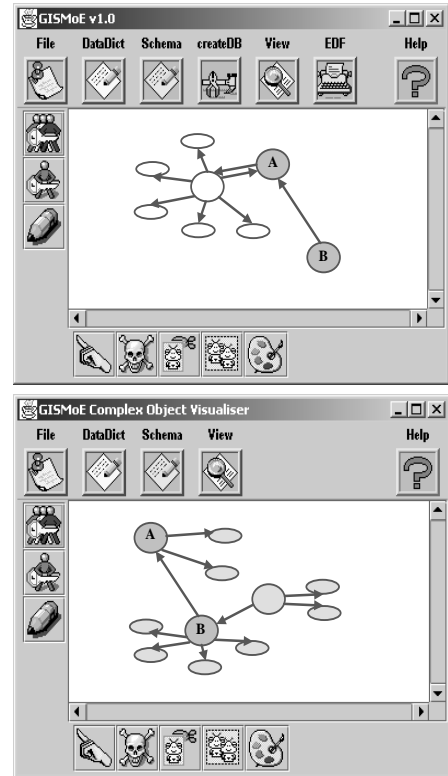 GISMoE v1.0
File DataDict Schema createDB View EDF Help
A
B
GISMoE Complex Object Visualiser
File DataDict Schema View Help
A
B